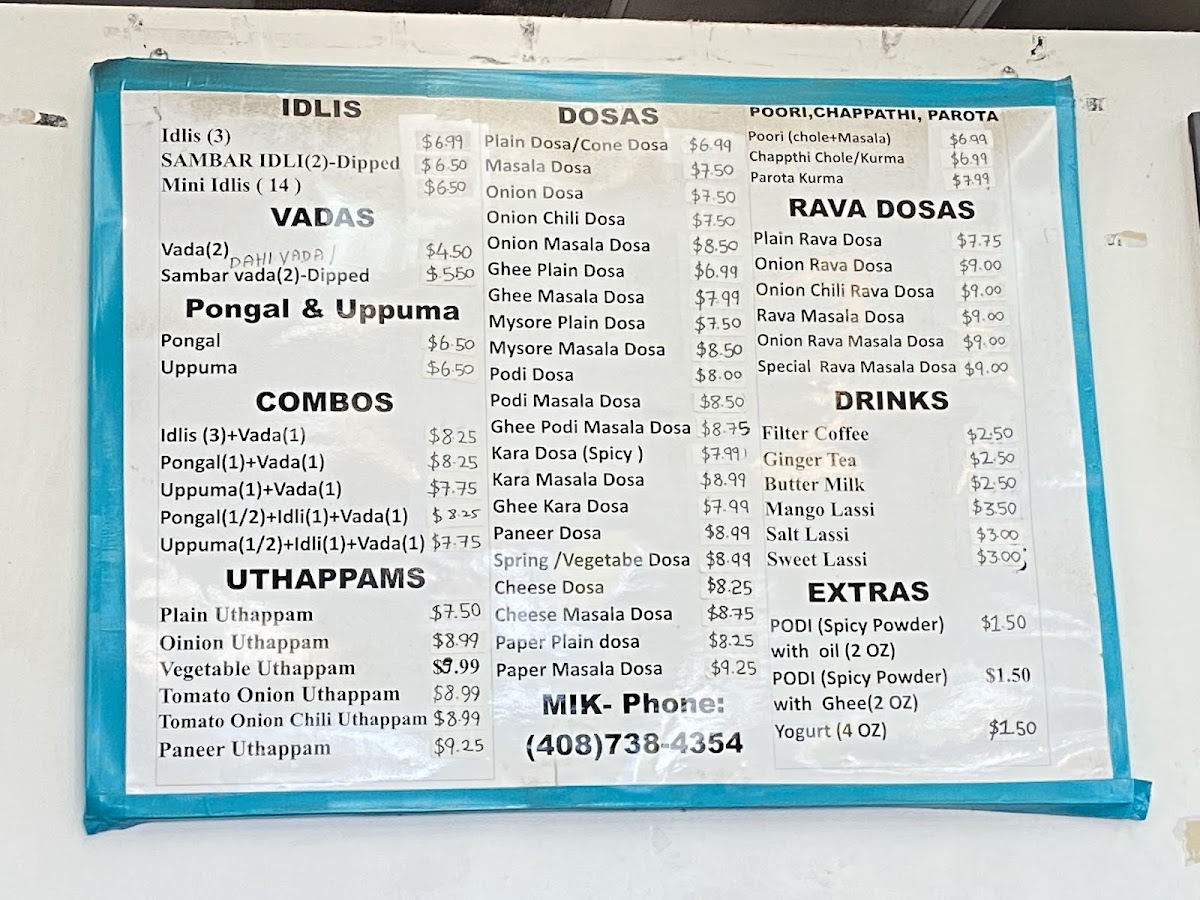 IDLIS
Idlis (3) $6.99
SAMBAR IDLI(2)-Dipped $6.50
Mini Idlis ( 14 ) $6.50
VADAS
Vada(2) $4.50
DAHI VADA /
Sambar vada(2)-Dipped $.550
Pongal & Uppuma
Pongal $6.50
Uppuma $6.50
COMBOS
Idlis (3)+Vada(1) $8.25
Pongal(1)+Vada(1) $8.25
Uppuma(1)+Vada(1) $7.75
Pongal(1/2)+Idli(1)+Vada(1) $8.25
Uppuma(1/2)+Idli(1)+Vada(1) $7.75
UTHAPPAMS
Plain Uthappam $7.50
Oinion Uthappam $8.99
Vegetable Uthappam $9.99
Tomato Onion Uthappam $8.99
Tomato Onion Chili Uthappam $8.99
Paneer Uthappam $9.25
DOSAS
Plain Dosa/Cone Dosa $6.99
Masala Dosa $7.50
Onion Dosa $7.50
Onion Chili Dosa $7.50
Onion Masala Dosa $8.50
Ghee Plain Dosa $6.99
Ghee Masala Dosa $7.99
Mysore Plain Dosa $7.50
Mysore Masala Dosa $8.50
Podi Dosa $8.00
Podi Masala Dosa $8.50
Ghee Podi Masala Dosa $8.75
Kara Dosa (Spicy ) $7.99
Kara Masala Dosa $8.99
Ghee Kara Dosa $7.99
Paneer Dosa $8.99
Spring /Vegetabe Dosa $8.99
Cheese Dosa $8.25
Cheese Masala Dosa $8.75
Paper Plain dosa $8.25
Paper Masala Dosa $9.25
MIK- Phone:
(408)738-4354
POORI,CHAPPATHI, PAROTA
Poori (chole+Masala) $6.99
Chappthi Chole/Kurma $6.99
Parota Kurma $7.99
RAVA DOSAS
Plain Rava Dosa $7.75
Onion Rava Dosa $9.00
Onion Chili Rava Dosa $9.00
Rava Masala Dosa $9.00
Onion Rava Masala Dosa $9.00
Special Rava Masala Dosa $9.00
DRINKS
Filter Coffee $2.50
Ginger Tea $2.50
Butter Milk $2.50
Mango Lassi $3.50
Salt Lassi $3.00
Sweet Lassi $3.00
EXTRAS
PODI (Spicy Powder) $1.50
with oil (2 OZ)
PODI (Spicy Powder) $1.50
with Ghee(2 OZ)
Yogurt (4 OZ) $1.50